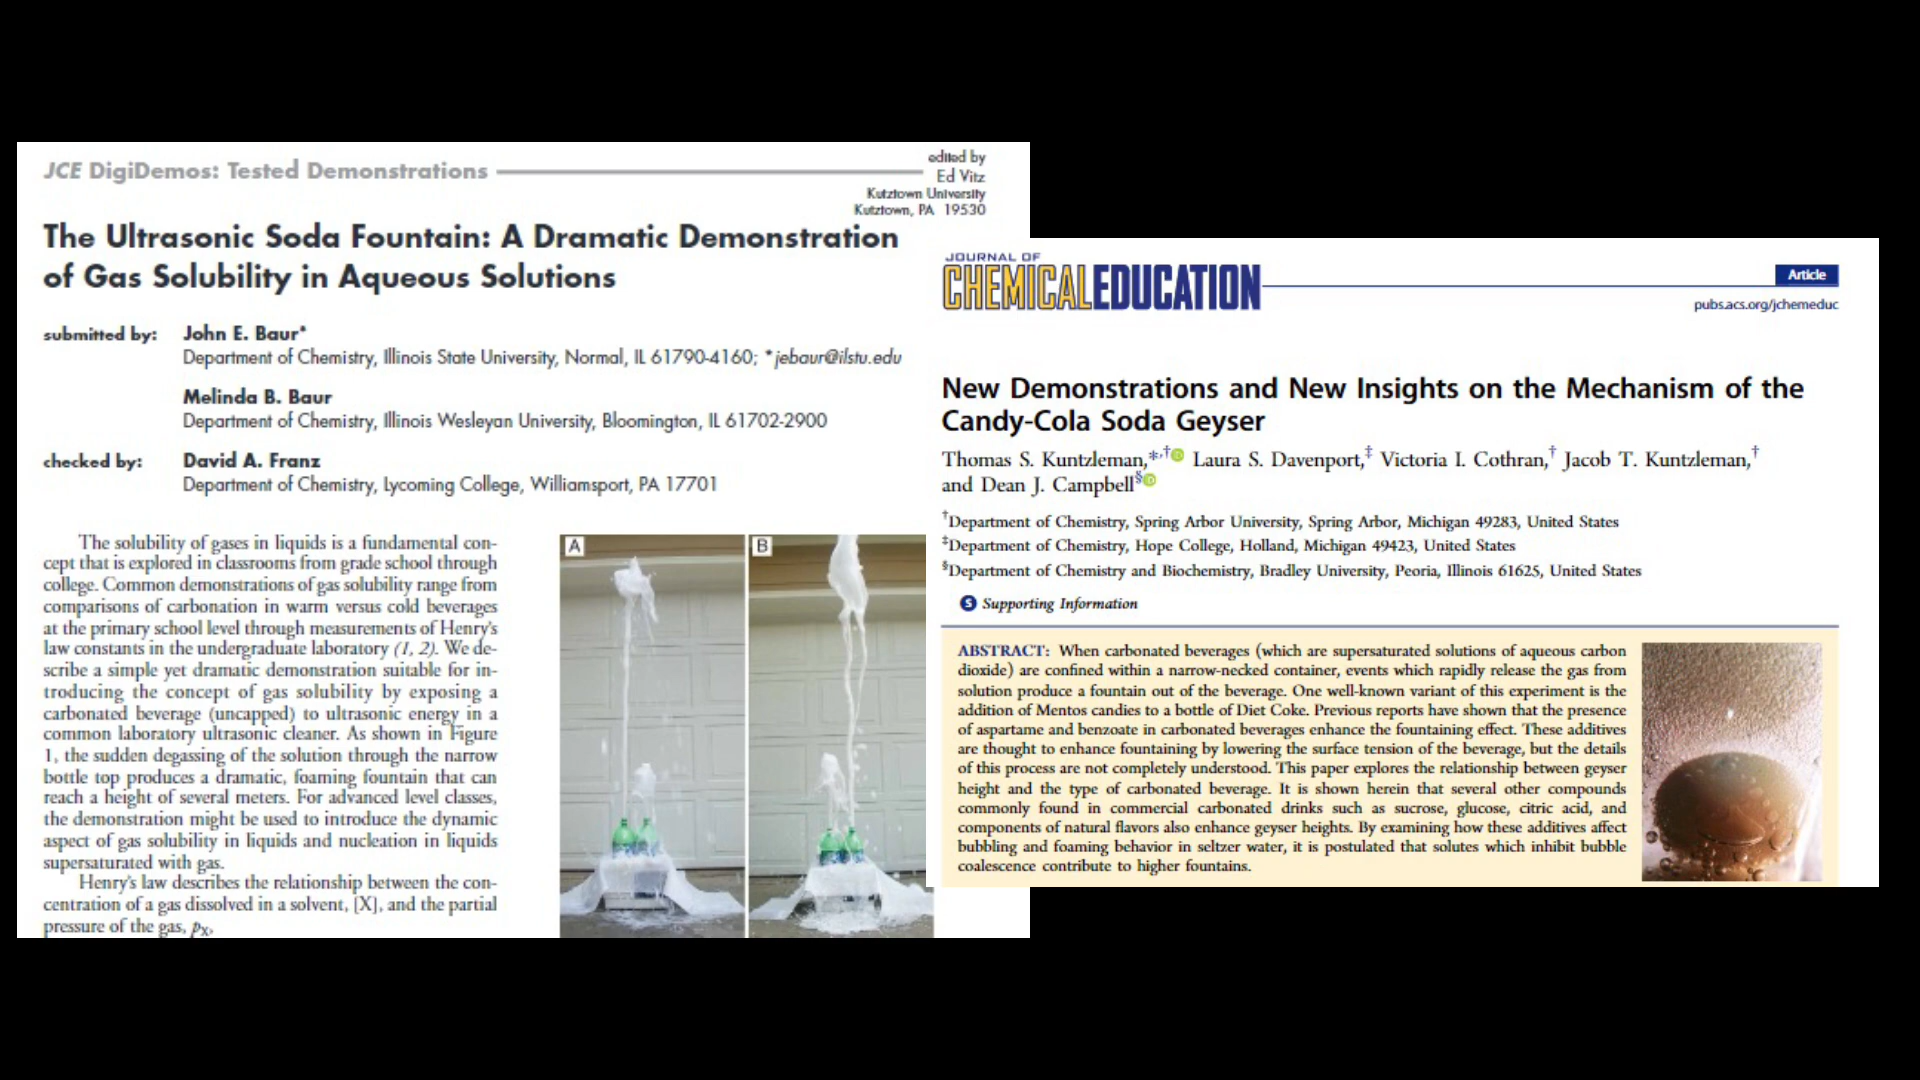 JCE DigiDemos: Tested Demonstrations
edited by
Ed Vitz
Kutztown University
Kutztown, PA 19530
The Ultrasonic Soda Fountain: A Dramatic Demonstration
of Gas Solubility in Aqueous Solutions
submitted by:
John E. Baur*
Department of Chemistry, Illinois State University, Normal, IL 61790-4160; *jebaur@ilstu.edu
Melinda B. Baur
Department of Chemistry, Illinois Wesleyan University, Bloomington, IL 61702-2900
checked by:
David A. Franz
Department of Chemistry, Lycoming College, Williamsport, PA 17701
The solubility of gases in liquids is a fundamental con-
cept that is explored in classrooms from grade school through
college. Common demonstrations of gas solubility range from
comparisons of carbonation in warm versus cold beverages
at the primary school level through measurements of Henry's
law constants in the undergraduate laboratory (1, 2). We de-
scribe a simple yet dramatic demonstration suitable for in-
troducing the concept of gas solubility by exposing a
carbonated beverage (uncapped) to ultrasonic energy in a
common laboratory ultrasonic cleaner. As shown in Figure
1, the sudden degassing of the solution through the narrow
bottle top produces a dramatic, foaming fountain that can
reach a height of several meters. For advanced level classes,
the demonstration might be used to introduce the dynamic
aspect of gas solubility in liquids and nucleation in liquids
supersaturated with gas.
Henry's law describes the relationship between the con-
centration of a gas dissolved in a solvent, [X], and the partial
pressure of the gas, pX,
A
B
JOURNAL OF
CHEMICALEDUCATION
Article
pubs.acs.org/jchemeduc
New Demonstrations and New Insights on the Mechanism of the
Candy-Cola Soda Geyser
Thomas S. Kuntzleman,*,† Laura S. Davenport,‡ Victoria I. Cothran,† Jacob T. Kuntzleman,†
and Dean J. Campbell§
†Department of Chemistry, Spring Arbor University, Spring Arbor, Michigan 49283, United States
‡Department of Chemistry, Hope College, Holland, Michigan 49423, United States
§Department of Chemistry and Biochemistry, Bradley University, Peoria, Illinois 61625, United States
S Supporting Information
ABSTRACT: When carbonated beverages (which are supersaturated solutions of aqueous carbon
dioxide) are confined within a narrow-necked container, events which rapidly release the gas from
solution produce a fountain out of the beverage. One well-known variant of this experiment is the
addition of Mentos candies to a bottle of Diet Coke. Previous reports have shown that the presence
of aspartame and benzoate in carbonated beverages enhance the fountaining effect. These additives
are thought to enhance fountaining by lowering the surface tension of the beverage, but the details
of this process are not completely understood. This paper explores the relationship between geyser
height and the type of carbonated beverage. It is shown herein that several other compounds
commonly found in commercial carbonated drinks such as sucrose, glucose, citric acid, and
components of natural flavors also enhance geyser heights. By examining how these additives affect
bubbling and foaming behavior in seltzer water, it is postulated that solutes which inhibit bubble
coalescence contribute to higher fountains.